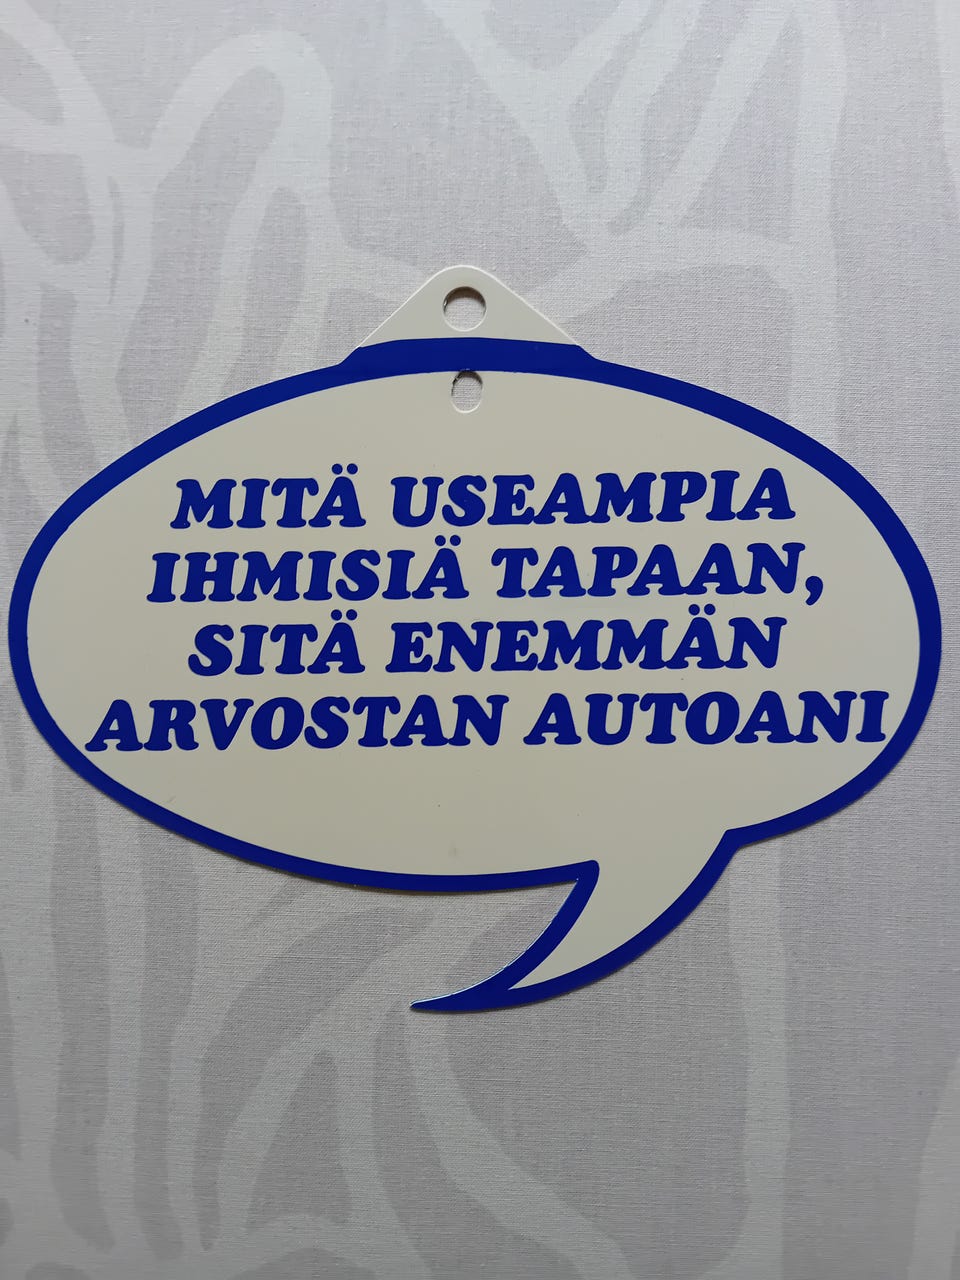 MITÄ USEAMPIA
IHMISIÄ TAPAAN,
SITÄ ENEMMÄN
ARVOSTAN AUTOANI